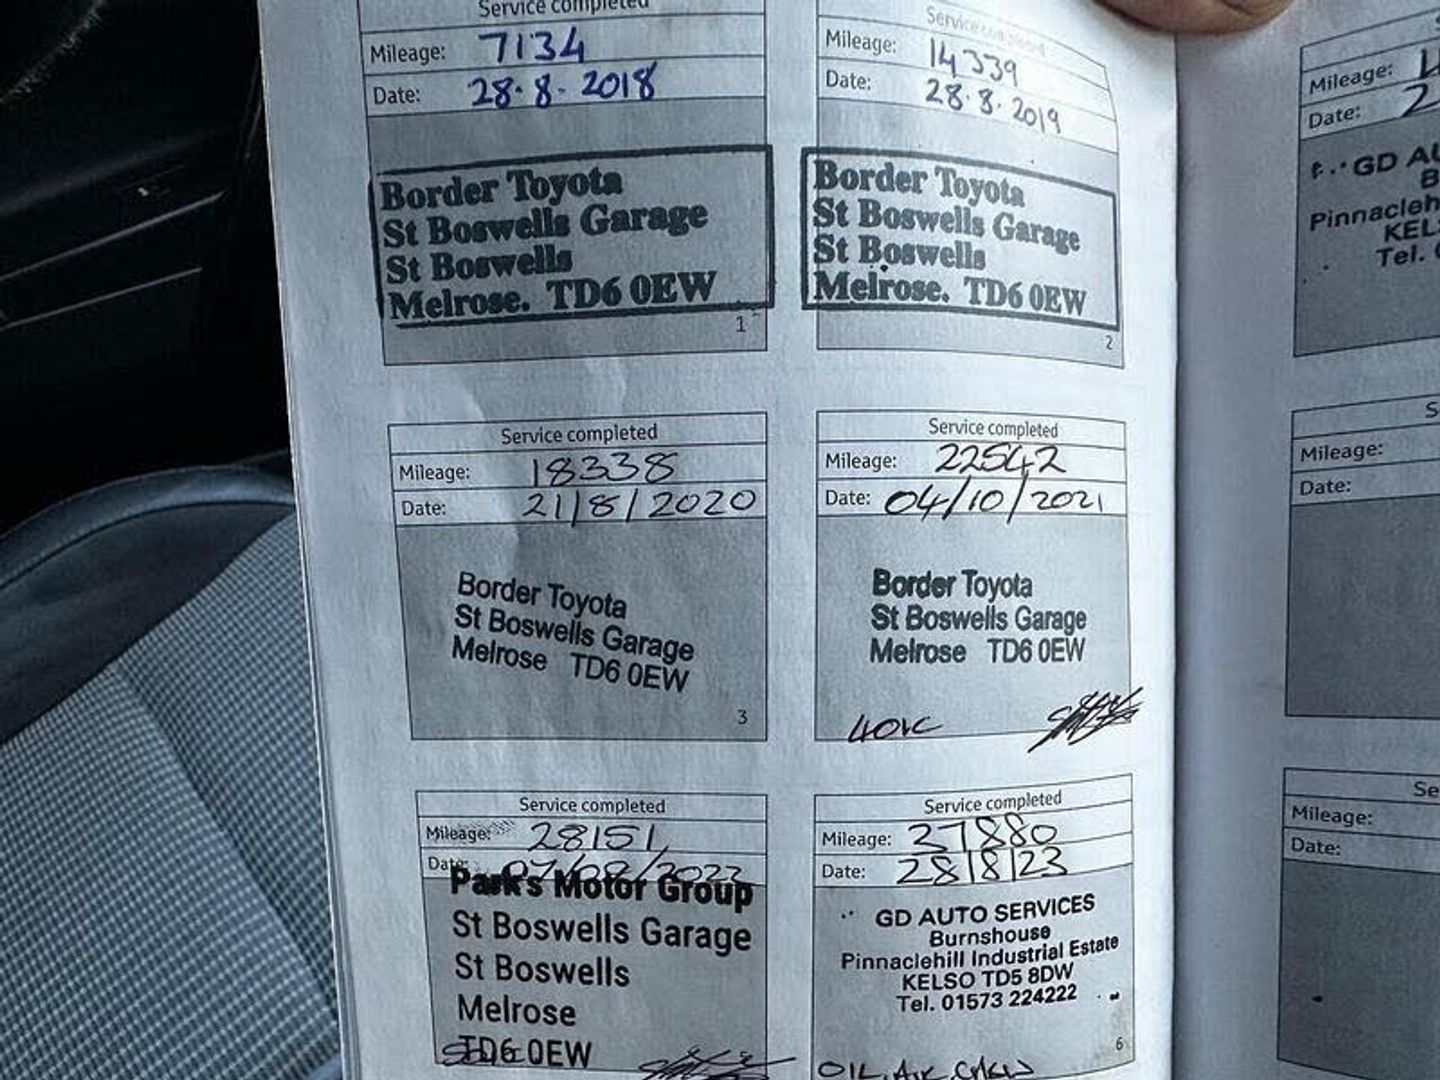 Service completed
Mileage: 7134
Date: 28·8·2018
Border Toyota
St Boswells Garage
St Boswells
Melrose. TD6 0EW
1
Service completed
Mileage: 14339
Date: 28.8.2019
Border Toyota
St Boswells Garage
St Boswells
Melrose. TD6 0EW
2
Service completed
Mileage: 18338
Date: 21/8/2020
Border Toyota
St Boswells Garage
Melrose TD6 0EW
3
Service completed
Mileage: 22542
Date: 04/10/2021
Border Toyota
St Boswells Garage
Melrose TD6 0EW
Service completed
Mileage: 28151
Date:
Park's Motor Group
St Boswells Garage
St Boswells
Melrose
TD6 0EW
Service completed
Mileage: 37880
Date: 28/8/23
GD AUTO SERVICES
Burnshouse
Pinnaclehill Industrial Estate
KELSO TD5 8DW
Tel. 01573 224222
6
OIL, AIR,
Mileage:
Date:
GD
Tel.
Mileage:
Date:
Mileage:
Date: